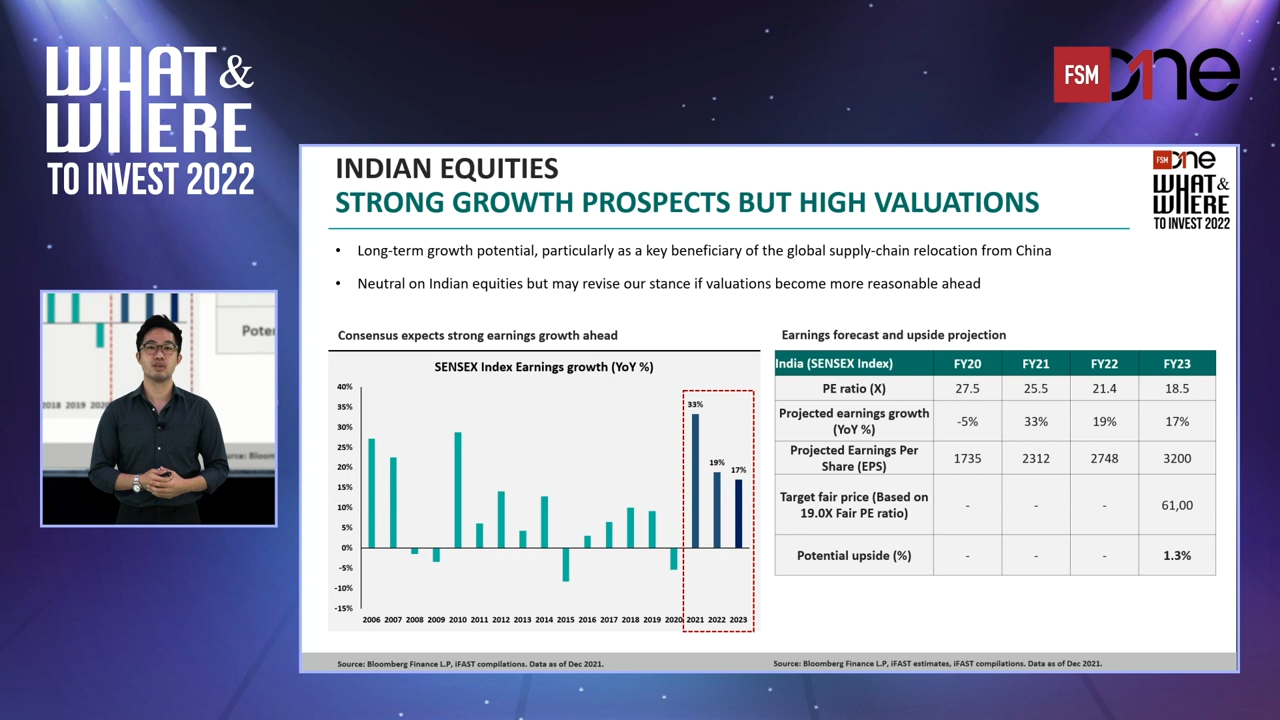 WHAT &
WHERE
TO INVEST 2022
FSM one
INDIAN EQUITIES
STRONG GROWTH PROSPECTS BUT HIGH VALUATIONS
FSM one
WHAT &
WHERE
TO INVEST 2022
• Long-term growth potential, particularly as a key beneficiary of the global supply-chain relocation from China
• Neutral on Indian equities but may revise our stance if valuations become more reasonable ahead
Consensus expects strong earnings growth ahead
SENSEX Index Earnings growth (YoY %)
40%
35%
30%
25%
20%
15%
10%
5%
0%
-5%
-10%
-15%
33%
19%
17%
2006 2007 2008 2009 2010 2011 2012 2013 2014 2015 2016 2017 2018 2019 2020 2021 2022 2023
Source: Bloomberg Finance L.P, iFAST compilations. Data as of Dec 2021.
Earnings forecast and upside projection
India (SENSEX Index) FY20 FY21 FY22 FY23
PE ratio (X) 27.5 25.5 21.4 18.5
Projected earnings growth
(YoY %) -5% 33% 19% 17%
Projected Earnings Per
Share (EPS) 1735 2312 2748 3200
Target fair price (Based on
19.0X Fair PE ratio) - - - 61,00
Potential upside (%) - - - 1.3%
Source: Bloomberg Finance L.P, iFAST estimates, iFAST compilations. Data as of Dec 2021.
Poter
2018 2019 2020
Source: Bloom